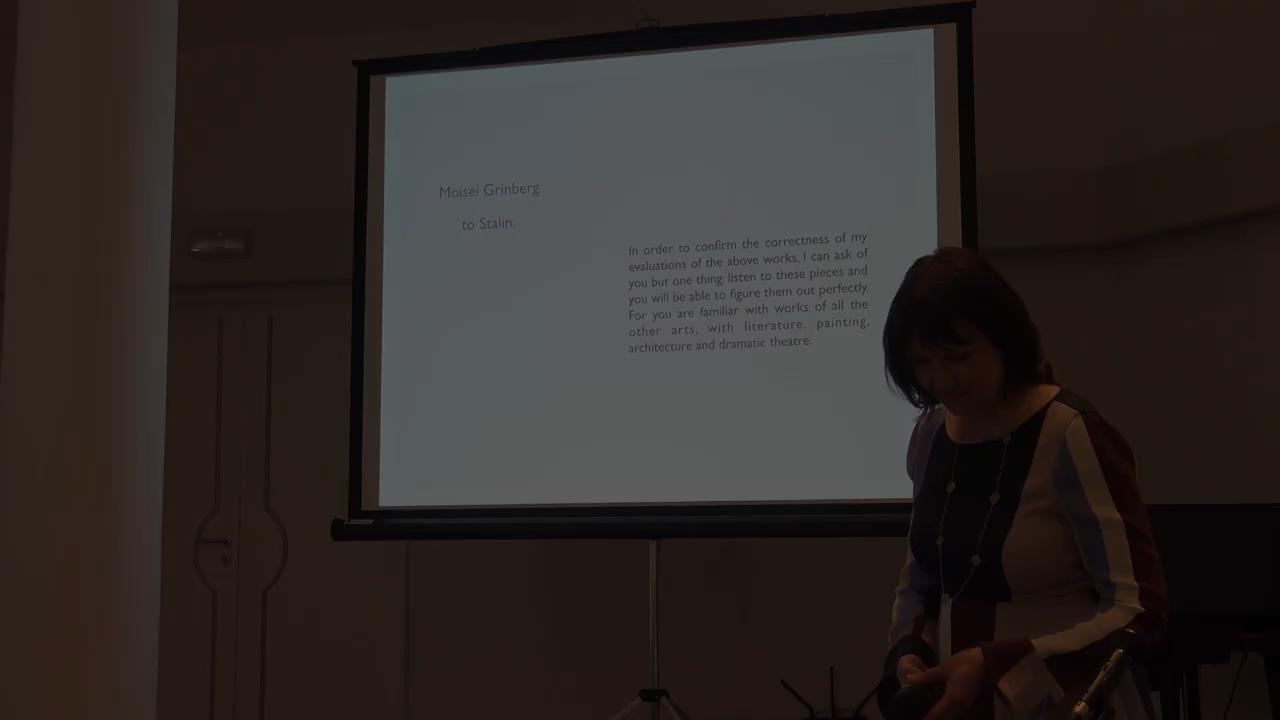 Moisei Grinberg
to Stalin:
In order to confirm the correctness of my
evaluations of the above works, I can ask of
you but one thing: listen to these pieces and
you will be able to figure them out perfectly.
For you are familiar with works of all the
other arts, with literature, painting,
architecture and dramatic theatre.